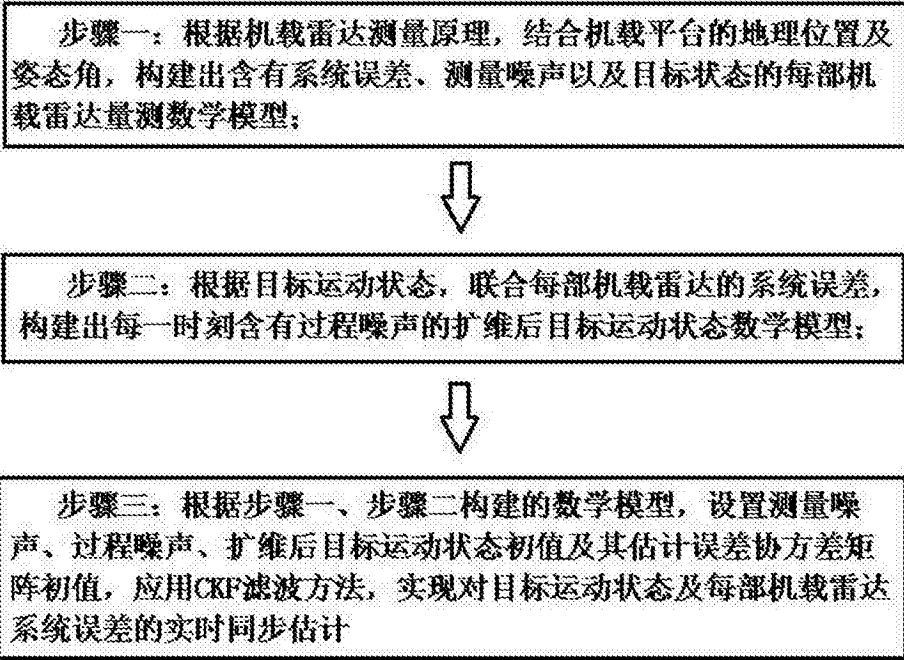 步骤一：根据机载雷达测量原理，结合机载平台的地理位置及
姿态角，构建出含有系统误差、测量噪声以及目标状态的每部机
载雷达量测数学模型；
步骤二：根据目标运动状态，联合每部机载雷达的系统误差，
构建出每一时刻含有过程噪声的扩维后目标运动状态数学模型；
步骤三：根据步骤一、步骤二构建的数学模型，设置测量噪
声、过程噪声、扩维后目标运动状态初值及其估计误差协方差矩
阵初值，应用CKF滤波方法，实现对目标运动状态及每部机载雷达
系统误差的实时同步估计